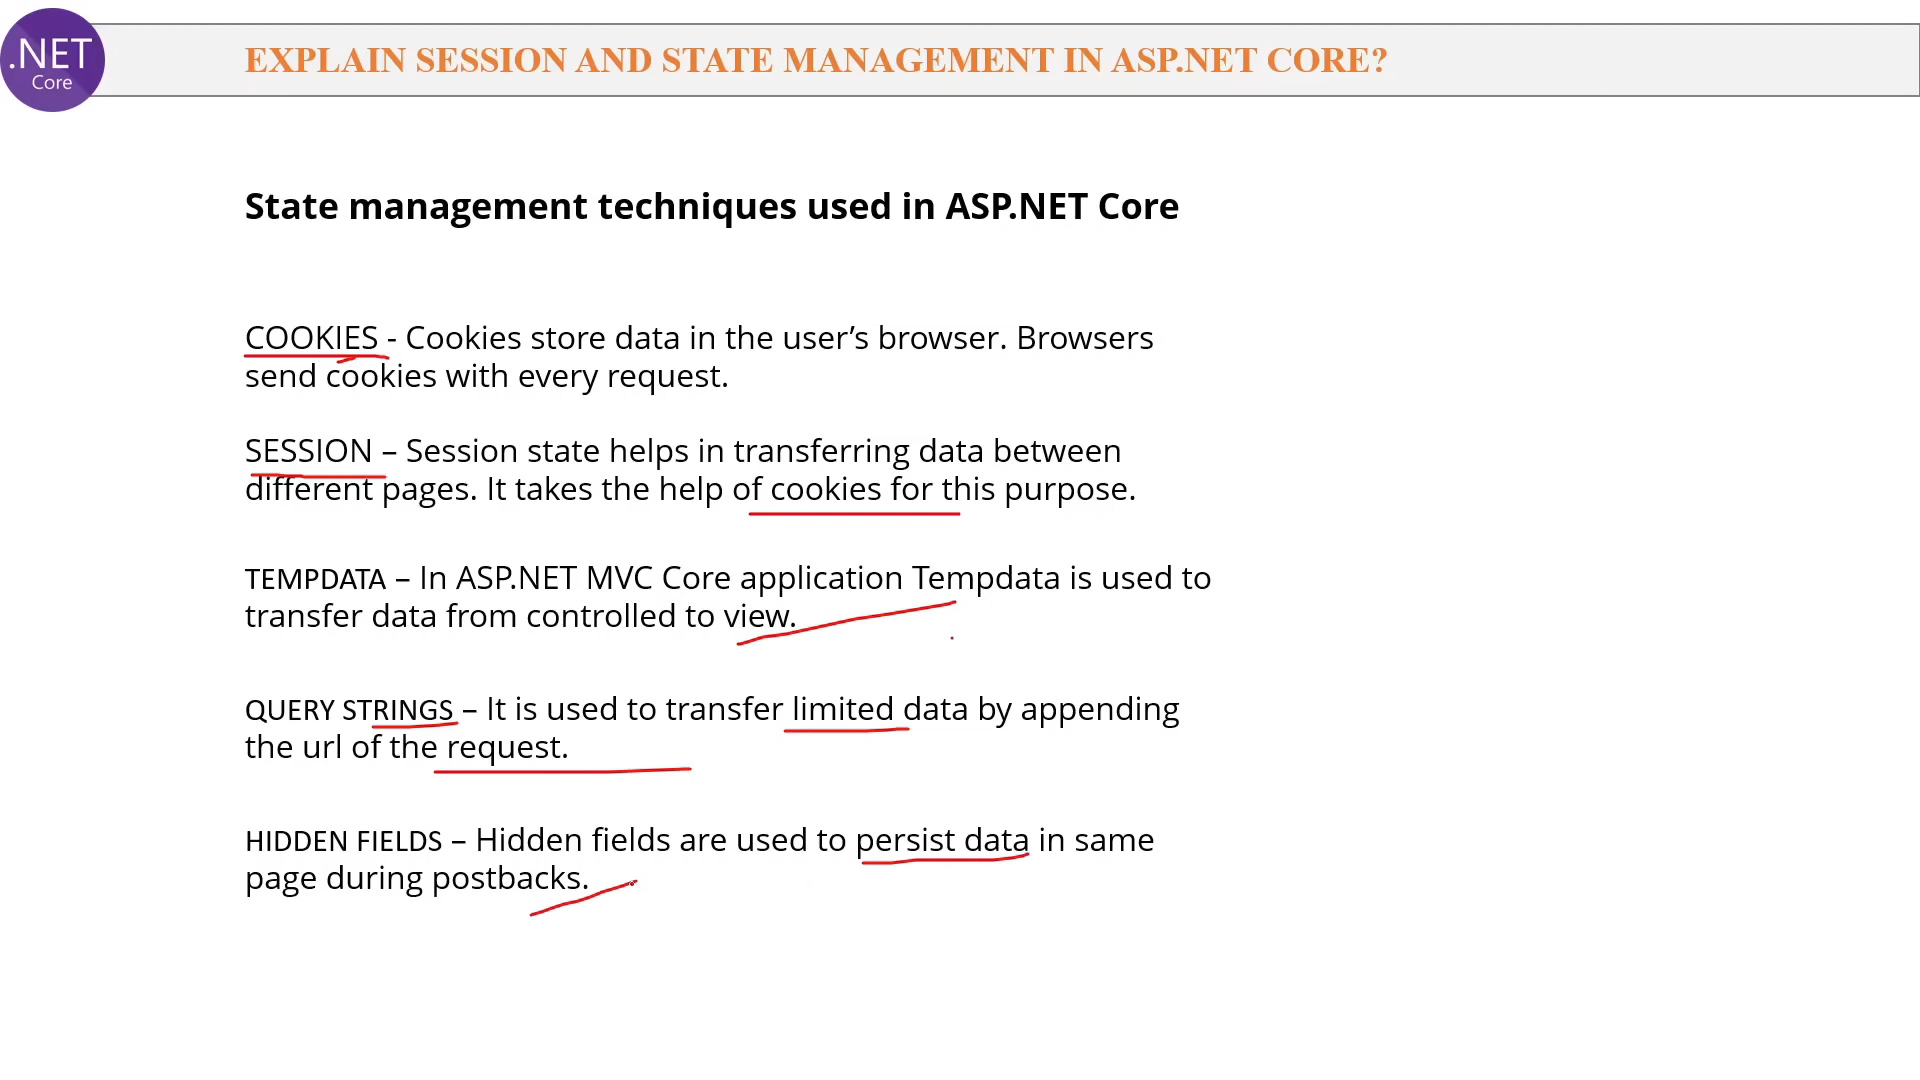 .NET
Core
EXPLAIN SESSION AND STATE MANAGEMENT IN ASP.NET CORE?
State management techniques used in ASP.NET Core
COOKIES - Cookies store data in the user’s browser. Browsers
send cookies with every request.
SESSION – Session state helps in transferring data between
different pages. It takes the help of cookies for this purpose.
TEMPDATA – In ASP.NET MVC Core application Tempdata is used to
transfer data from controlled to view.
QUERY STRINGS – It is used to transfer limited data by appending
the url of the request.
HIDDEN FIELDS – Hidden fields are used to persist data in same
page during postbacks.